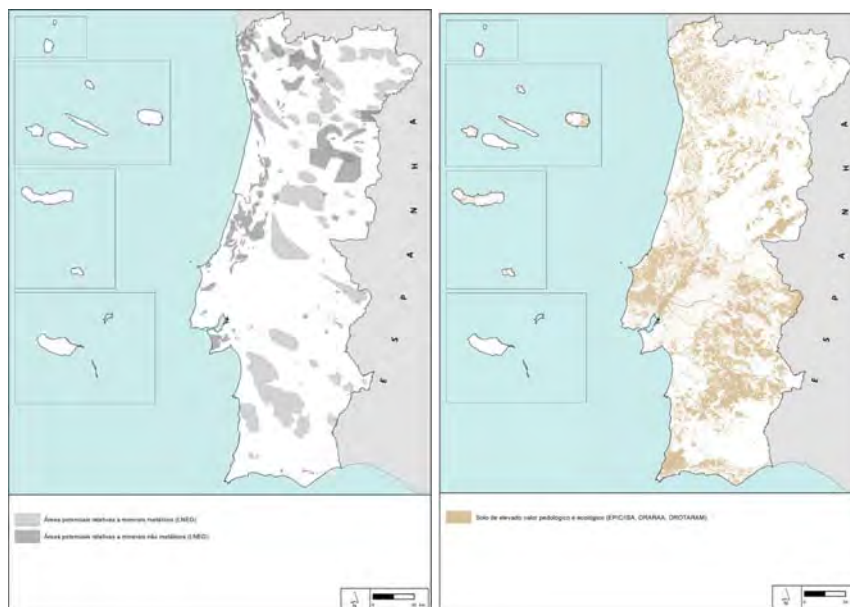 E S P A N H A
Áreas potenciais relativas a minerais metálicos (LNEG)
Áreas potenciais relativas a minerais não metálicos (LNEG)
E S P A N H A
Solo de elevado valor pedológico e ecológico (EPIC/ISA, DRARAA, DROTARAM)